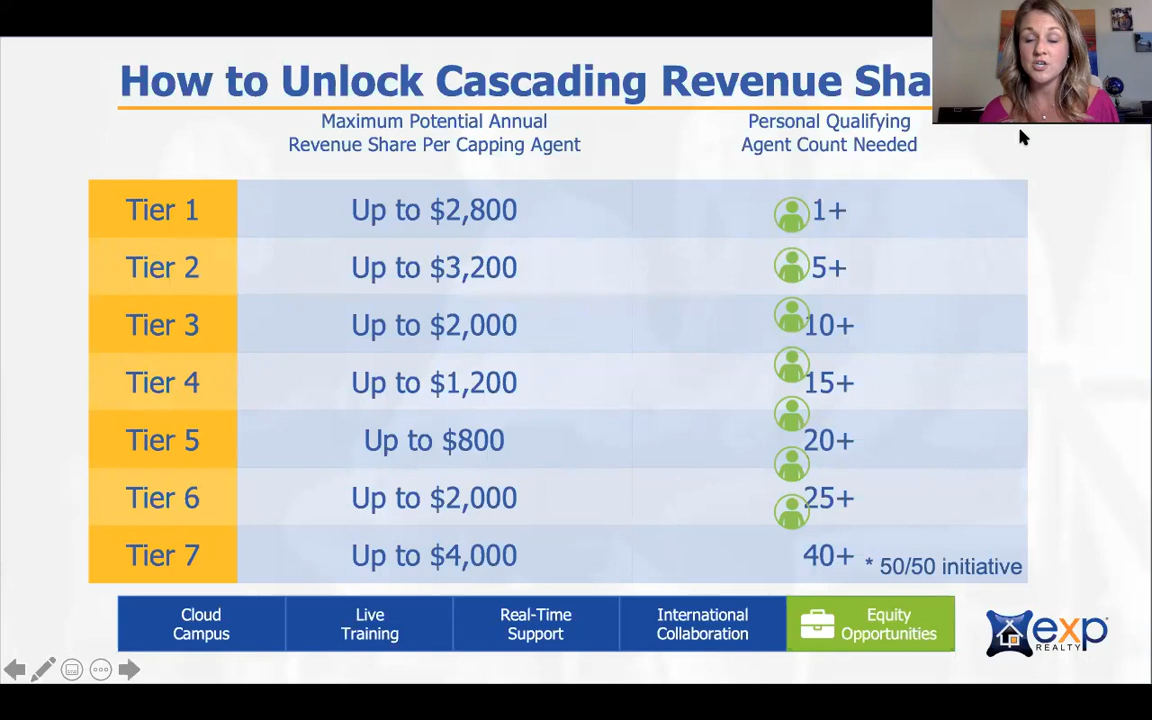 How to Unlock Cascading Revenue Sha
Maximum Potential Annual
Revenue Share Per Capping Agent
Personal Qualifying
Agent Count Needed
Tier 1 Up to $2,800 1+
Tier 2 Up to $3,200 5+
Tier 3 Up to $2,000 10+
Tier 4 Up to $1,200 15+
Tier 5 Up to $800 20+
Tier 6 Up to $2,000 25+
Tier 7 Up to $4,000 40+ * 50/50 initiative
Cloud
Campus
Live
Training
Real-Time
Support
International
Collaboration
Equity
Opportunities
exp
REALTY